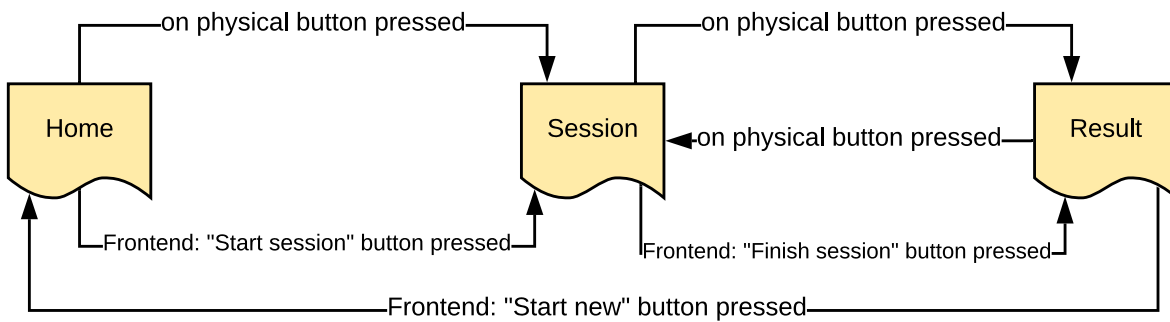 on physical button pressed
on physical button pressed
Home
Session
on physical button pressed
Result
Frontend: "Start session" button pressed
Frontend: "Finish session" button pressed
Frontend: "Start new" button pressed